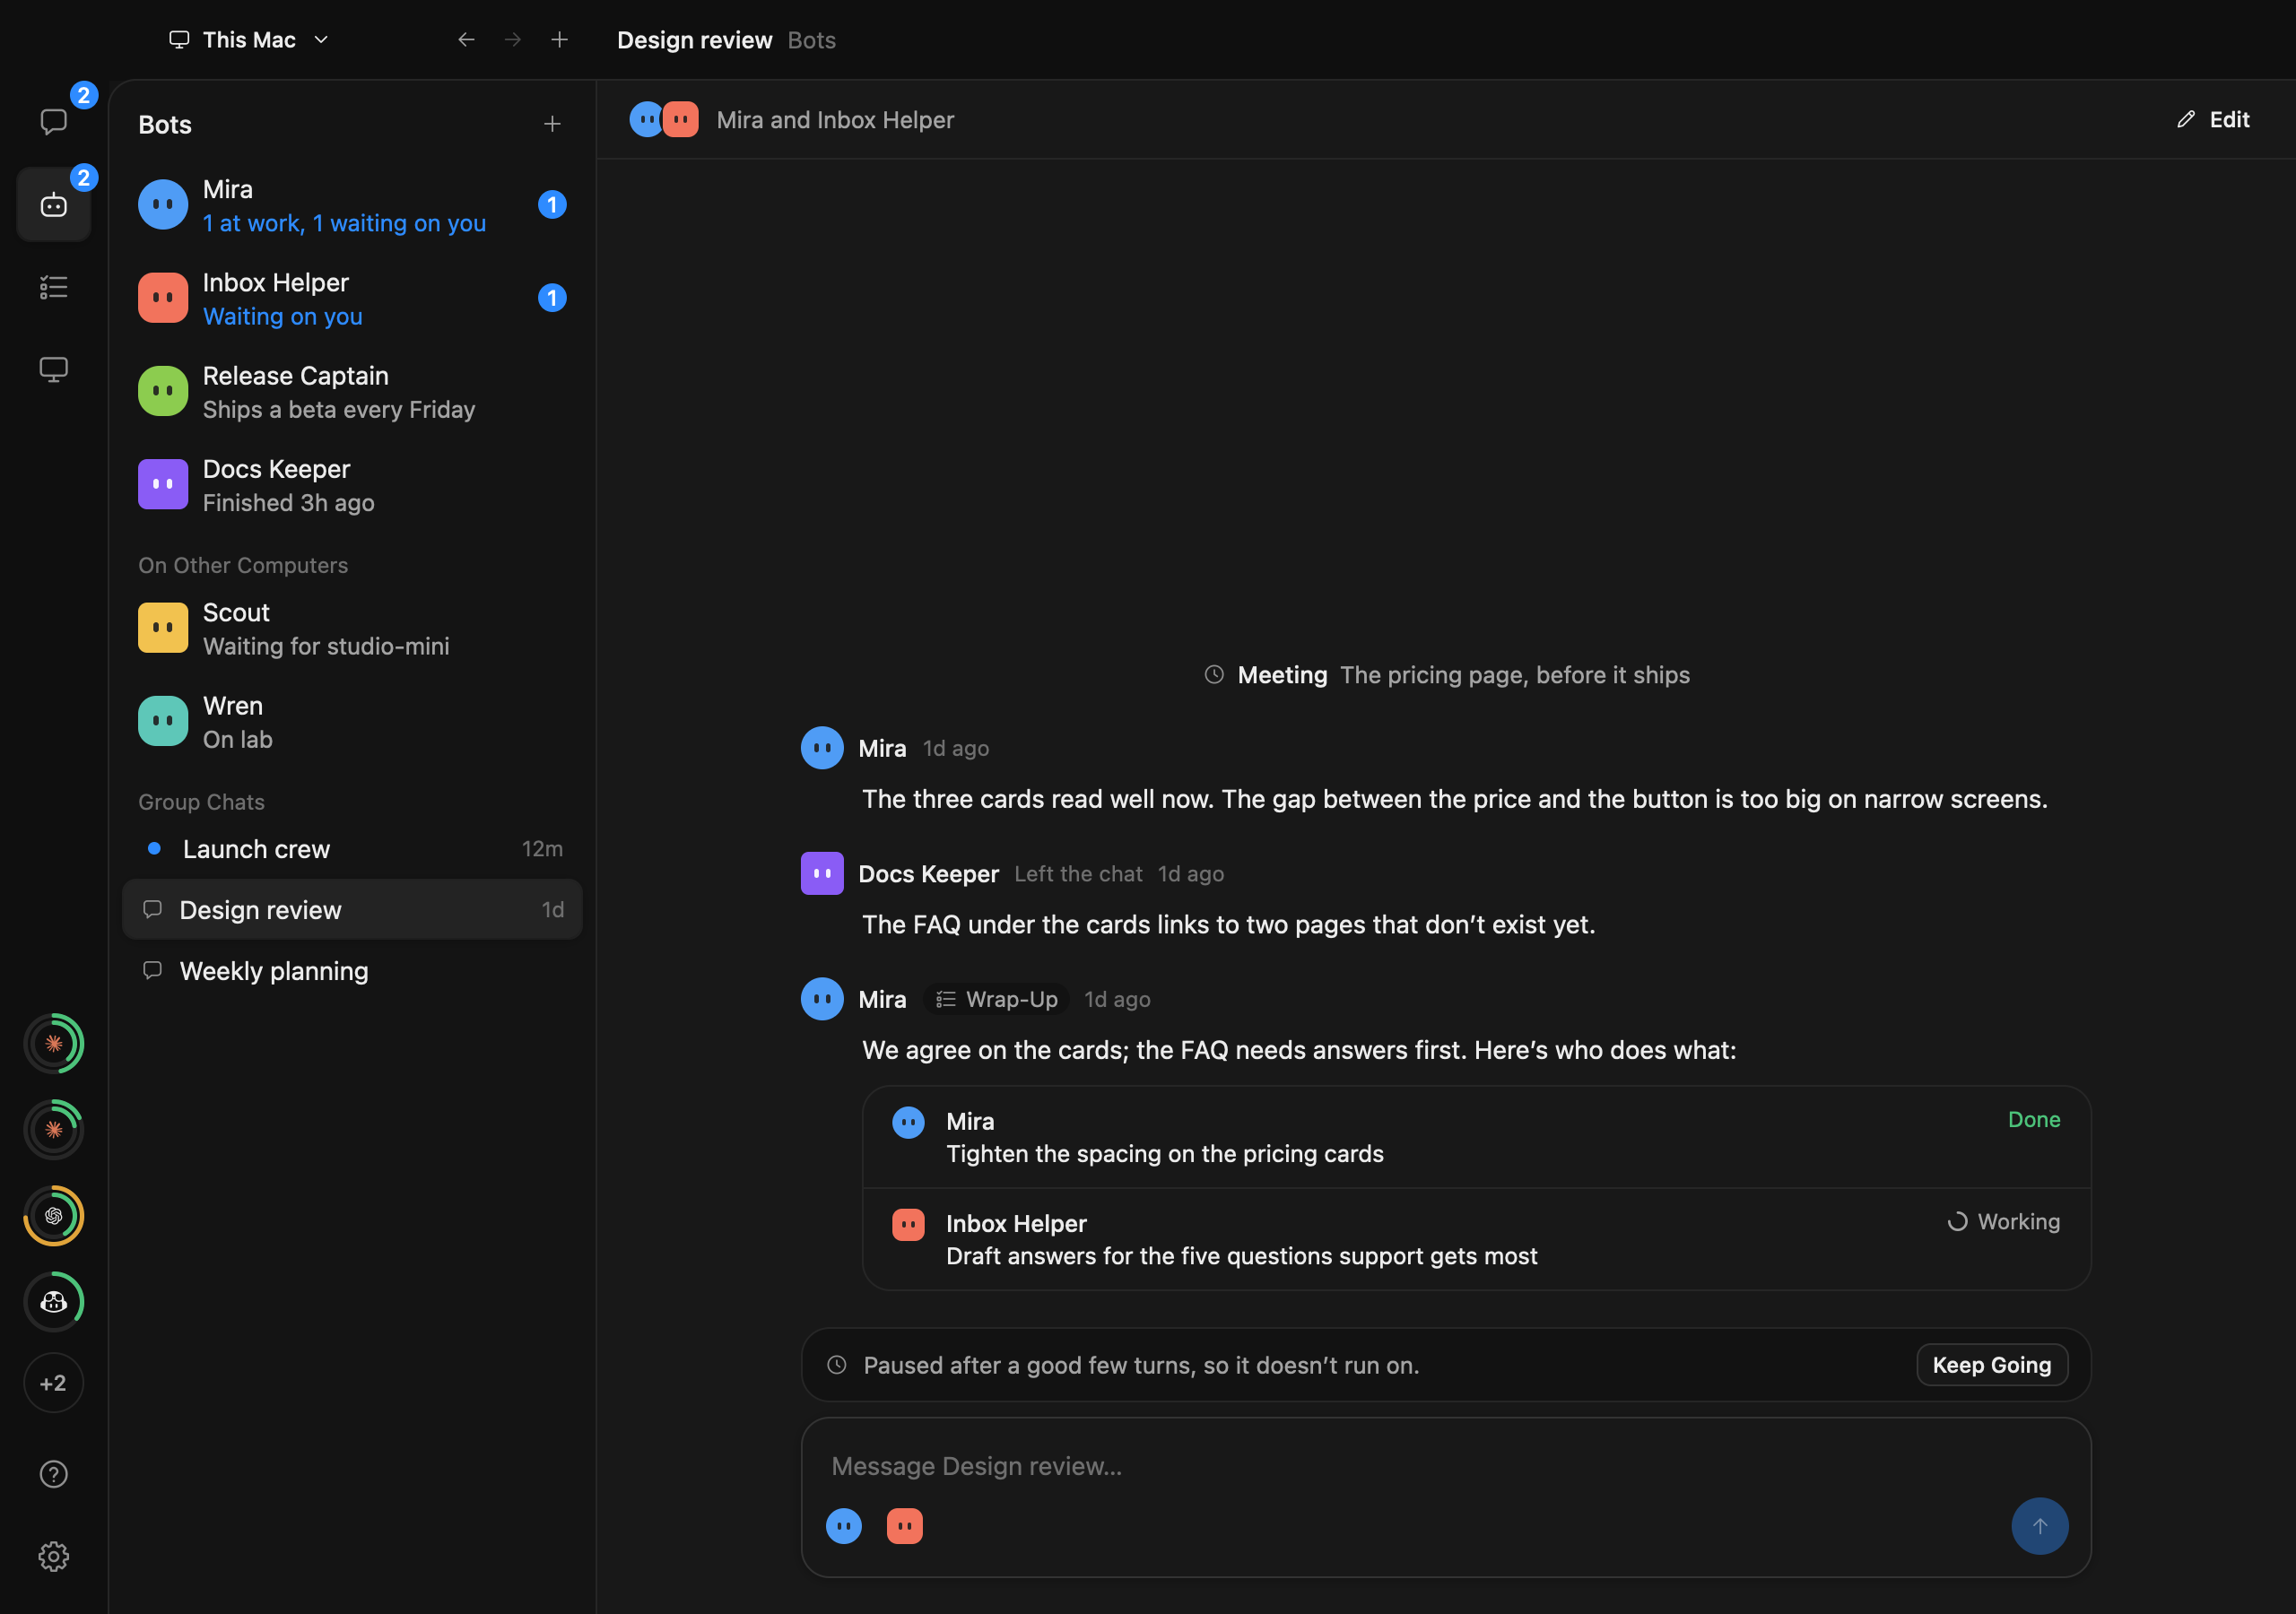 This Mac
Design review Bots
2
2
Bots
Mira
1 at work, 1 waiting on you
1
Inbox Helper
Waiting on you
1
Release Captain
Ships a beta every Friday
Docs Keeper
Finished 3h ago
On Other Computers
Scout
Waiting for studio-mini
Wren
On lab
Group Chats
Launch crew 12m
Design review 1d
Weekly planning
+2
Mira and Inbox Helper
Edit
Meeting The pricing page, before it ships
Mira 1d ago
The three cards read well now. The gap between the price and the button is too big on narrow screens.
Docs Keeper Left the chat 1d ago
The FAQ under the cards links to two pages that don’t exist yet.
Mira Wrap-Up 1d ago
We agree on the cards; the FAQ needs answers first. Here’s who does what:
Mira Done
Tighten the spacing on the pricing cards
Inbox Helper Working
Draft answers for the five questions support gets most
Paused after a good few turns, so it doesn’t run on. Keep Going
Message Design review...